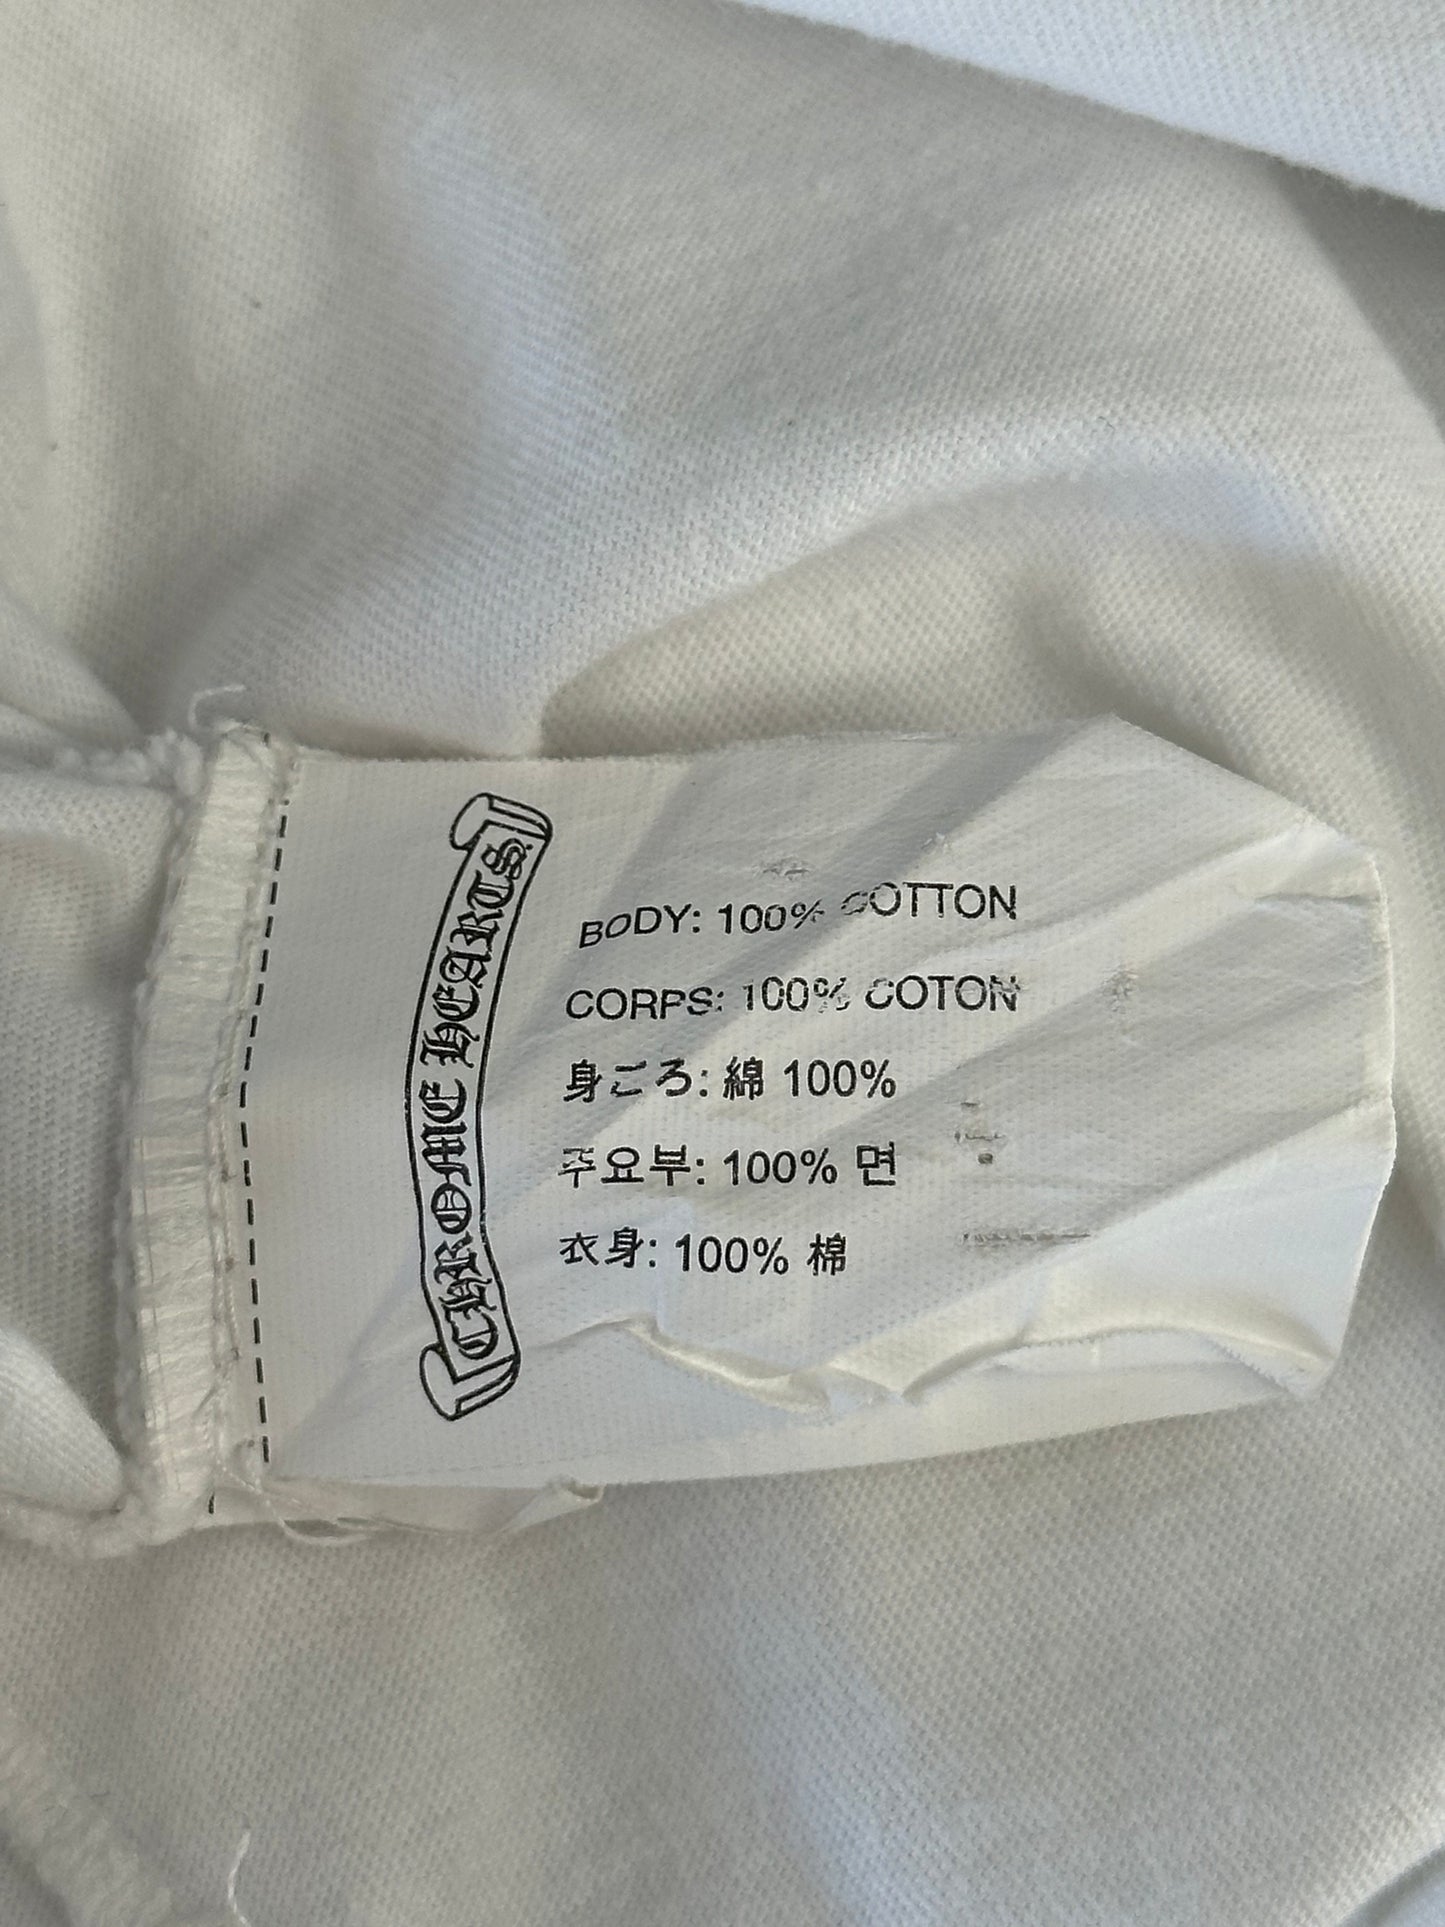 CHROME HEARTS
BODY: 100% COTTON
CORPS: 100% COTON
身ごろ: 綿 100%
주요부: 100% 면
衣身: 100% 棉